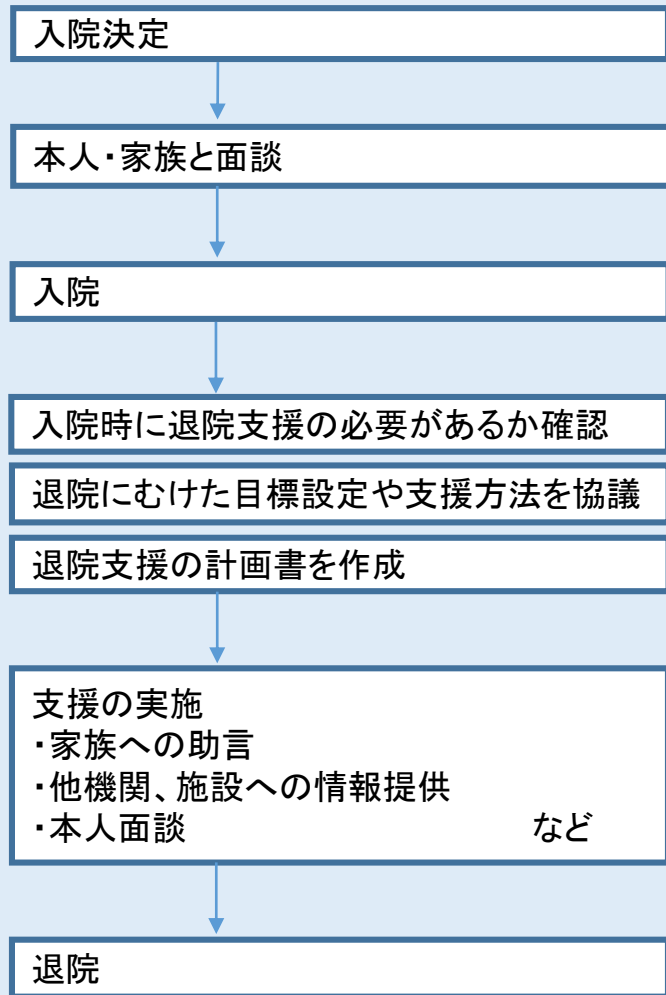 入院決定
本人・家族と面談
入院
入院時に退院支援の必要があるか確認
退院にむけた目標設定や支援方法を協議
退院支援の計画書を作成
支援の実施
・家族への助言
・他機関、施設への情報提供
・本人面談 など
退院